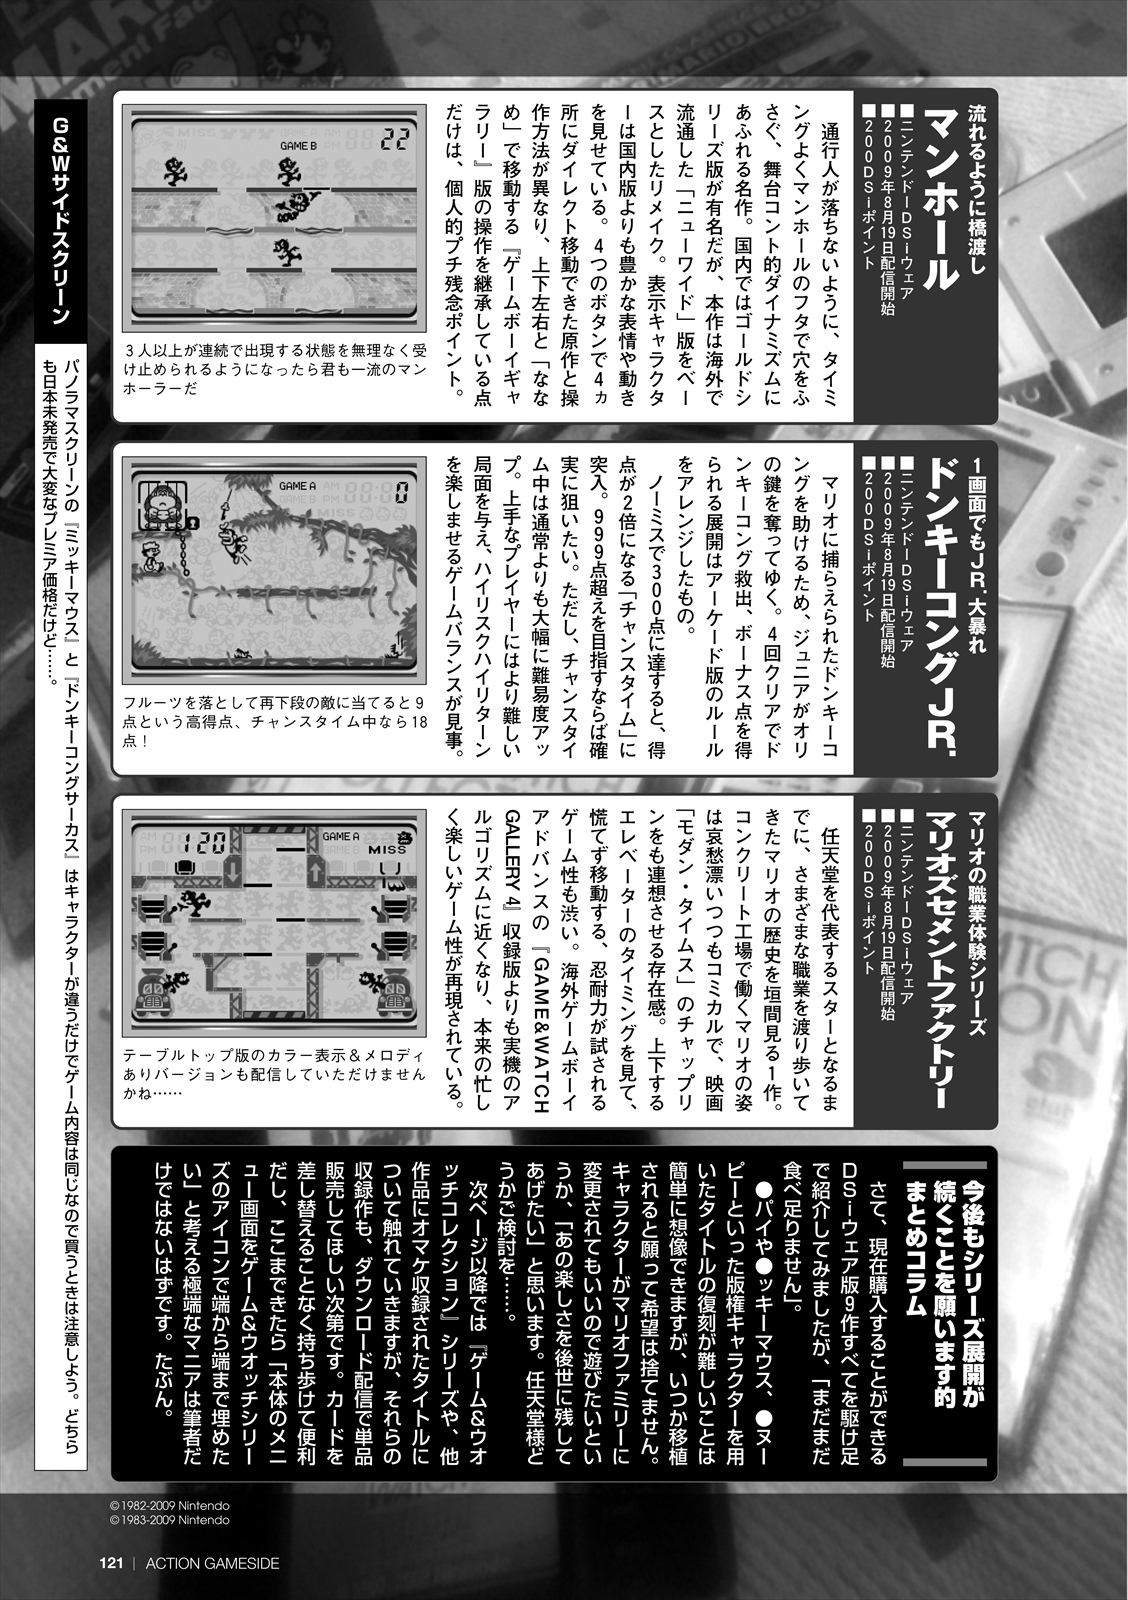 流れるように橋渡し
マンホール
■ニンテンドーDSiウェア
■2009年8月19日配信開始
■200DSiポイント
通行人が落ちないように、タイミ
ングよくマンホールのフタで穴をふ
さぐ、舞台コント的ダイナミズムに
あふれる名作。国内ではゴールドシ
リーズ版が有名だが、本作は海外で
流通した「ニューワイド」版をベー
スとしたリメイク。表示キャラクタ
ーは国内版よりも豊かな表情や動き
を見せている。4つのボタンで4ヵ
所にダイレクト移動できた原作と操
作方法が異なり、上下左右と「なな
め」で移動する『ゲームボーイギャ
ラリー』版の操作を継承している点
だけは、個人的プチ残念ポイント。
MISS
GAME A AM
GAME B
22
3人以上が連続で出現する状態を無理なく受
け止められるようになったら君も一流のマン
ホーラーだ
1画面でもJR.大暴れ
ドンキーコングJR.
■ニンテンドーDSiウェア
■2009年8月19日配信開始
■200DSiポイント
マリオに捕らえられたドンキーコ
ングを助けるため、ジュニアがオリ
の鍵を奪ってゆく。4回クリアでド
ンキーコング救出、ボーナス点を得
られる展開はアーケード版のルール
をアレンジしたもの。
ノーミスで300点に達すると、得
点が2倍になる「チャンスタイム」に
突入。999点超えを目指すならば確
実に狙いたい。ただし、チャンスタイ
ム中は通常よりも大幅に難易度アッ
プ。上手なプレイヤーにはより難しい
局面を与え、ハイリスクハイリターン
を楽しませるゲームバランスが見事。
GAME A AM
GAME B PM
0
フルーツを落として再下段の敵に当てると9
点という高得点、チャンスタイム中なら18
点！
マリオの職業体験シリーズ
マリオズセメントファクトリー
■ニンテンドーDSiウェア
■2009年8月19日配信開始
■200DSiポイント
任天堂を代表するスターとなるま
でに、さまざまな職業を渡り歩いて
きたマリオの歴史を垣間見る1作。
コンクリート工場で働くマリオの姿
は哀愁漂いつつもコミカルで、映画
「モダン・タイムス」のチャップリ
ンをも連想させる存在感。上下する
エレベーターのタイミングを見て、
慌てず移動する、忍耐力が試される
ゲーム性も渋い。海外ゲームボーイ
アドバンスの『GAME&WATCH
GALLERY 4』収録版よりも実機のア
ルゴリズムに近くなり、本来の忙し
く楽しいゲーム性が再現されている。
AM
PM
120
GAME A
GAME B
MISS
テーブルトップ版のカラー表示＆メロディ
ありバージョンも配信していただけません
かね……
今後もシリーズ展開が
続くことを願います的
まとめコラム
さて、現在購入することができる
DSiウェア版9作すべてを駆け足
で紹介してみましたが、「まだまだ
食べ足りません」。
●パイや●ッキーマウス、●ヌー
ピーといった版権キャラクターを用
いたタイトルの復刻が難しいことは
簡単に想像できますが、いつか移植
されると願って希望は捨てません。
キャラクターがマリオファミリーに
変更されてもいいので遊びたいとい
うか、「あの楽しさを後世に残して
あげたい」と思います。任天堂様ど
うかご検討を……。
次ページ以降では『ゲーム&ウオ
ッチコレクション』シリーズや、他
作品にオマケ収録されたタイトルに
ついて触れていきますが、それらの
収録作も、ダウンロード配信で単品
販売してほしい次第です。カードを
差し替えることなく持ち歩けて便利
だし、ここまできたら「本体のメニ
ュー画面をゲーム&ウオッチシリー
ズのアイコンで端から端まで埋めた
い」と考える極端なマニアは筆者だ
けではないはずです。たぶん。
G&Wサイドスクリーン
パノラマスクリーンの『ミッキーマウス』と『ドンキーコングサーカス』はキャラクターが違うだけでゲーム内容は同じなので買うときは注意しよう。どちら
も日本未発売で大変なプレミア価格だけど……。
©1982-2009 Nintendo
©1983-2009 Nintendo
121 | ACTION GAMESIDE